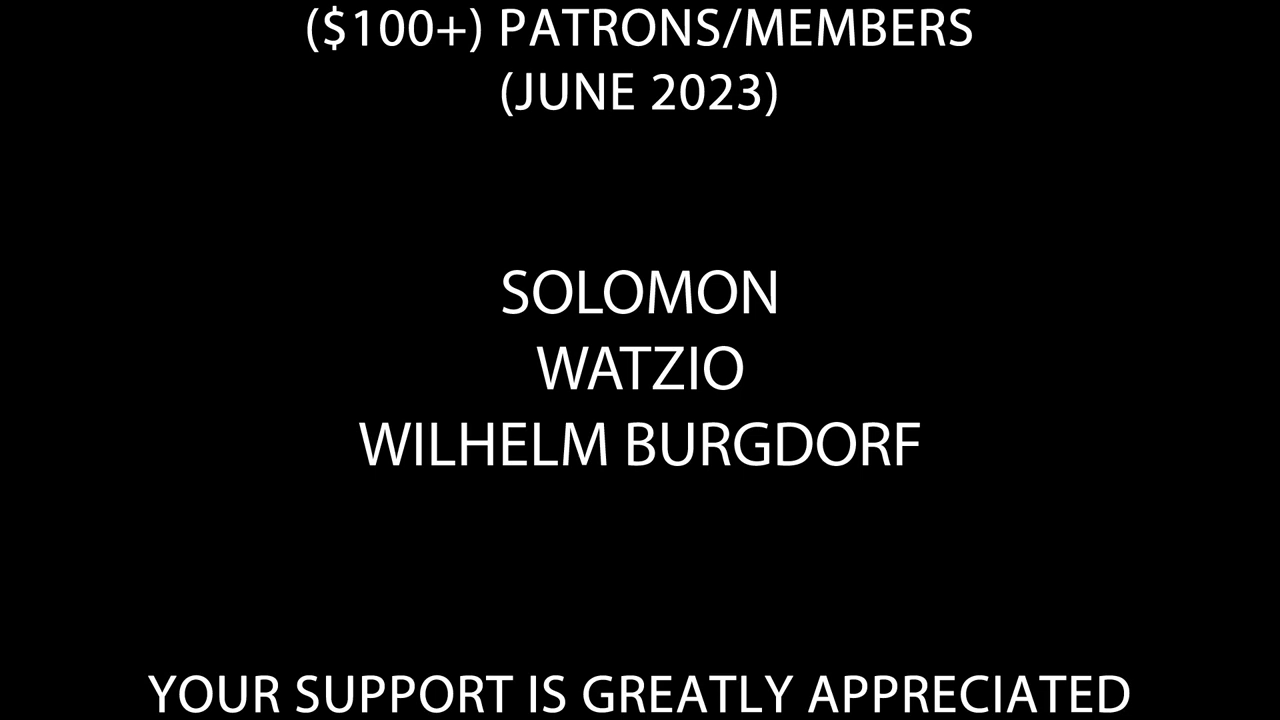 ($100+) PATRONS/MEMBERS
(JUNE 2023)
SOLOMON
WATZIO
WILHELM BURGDORF
YOUR SUPPORT IS GREATLY APPRECIATED